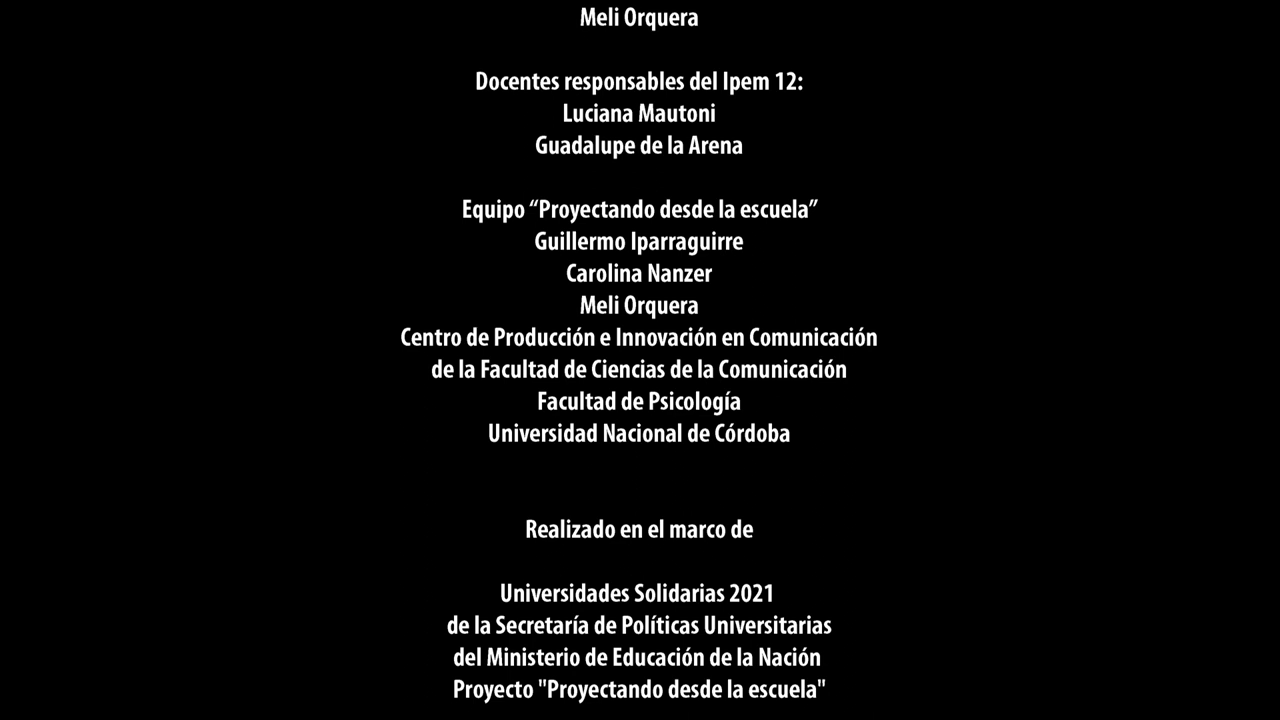 Meli Orquera
Docentes responsables del Ipem 12:
Luciana Mautoni
Guadalupe de la Arena
Equipo “Proyectando desde la escuela”
Guillermo Iparraguirre
Carolina Nanzer
Meli Orquera
Centro de Producción e Innovación en Comunicación
de la Facultad de Ciencias de la Comunicación
Facultad de Psicología
Universidad Nacional de Córdoba
Realizado en el marco de
Universidades Solidarias 2021
de la Secretaría de Políticas Universitarias
del Ministerio de Educación de la Nación
Proyecto "Proyectando desde la escuela"